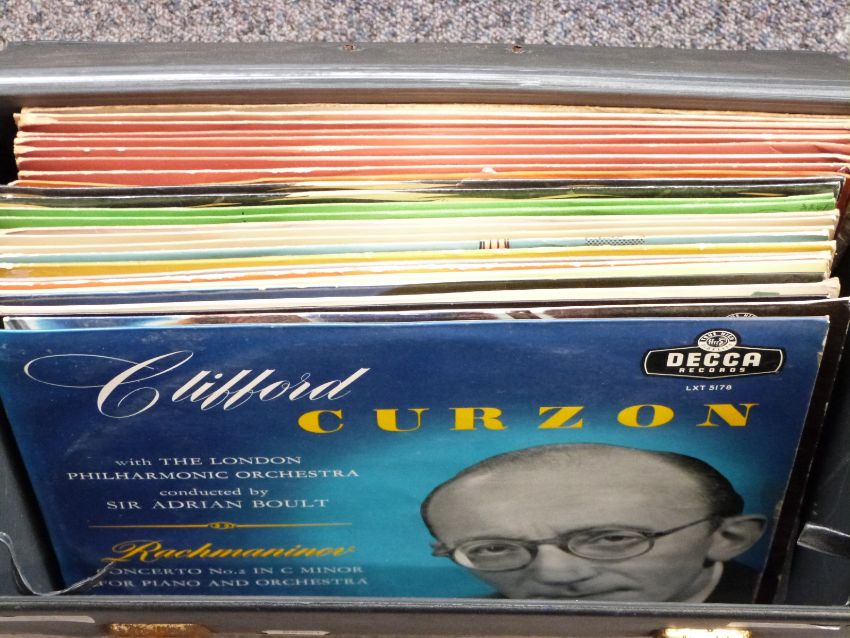 Clifford
CURZON
DECCA
RECORDS
LXT 5178
with THE LONDON
PHILHARMONIC ORCHESTRA
conducted by
SIR ADRIAN BOULT
Rachmaninov
CONCERTO No. 2 IN C MINOR
FOR PIANO AND ORCHESTRA